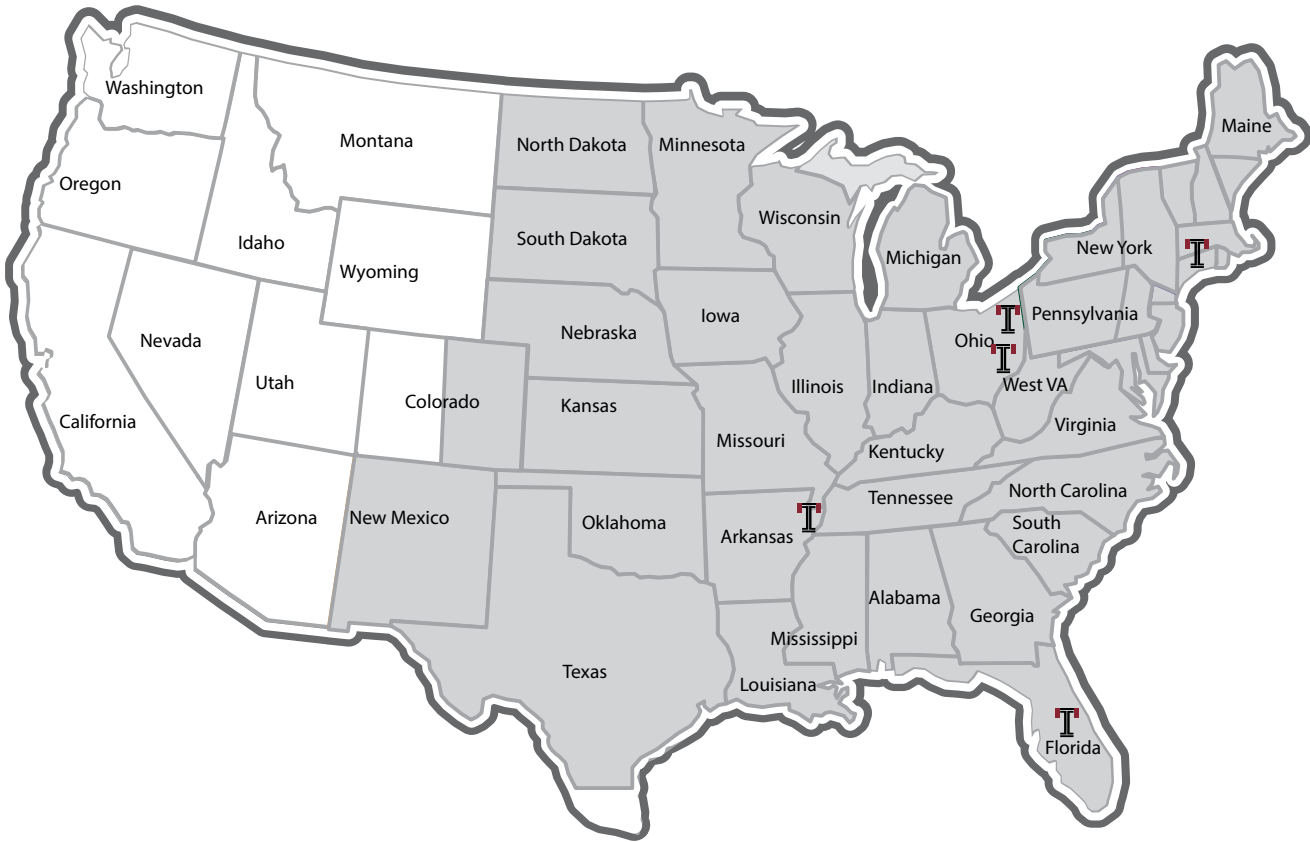 Washington
Montana
North Dakota
Minnesota
Maine
Oregon
Idaho
Wisconsin
South Dakota
New York
Michigan
Wyoming
Iowa
Pennsylvania
Nebraska
Nevada
Ohio
Utah
Illinois
Indiana
West VA
Colorado
Kansas
California
Virginia
Missouri
Kentucky
North Carolina
Tennessee
Arizona
New Mexico
Oklahoma
Arkansas
South
Carolina
Alabama
Georgia
Mississippi
Texas
Louisiana
Florida
T
T
T
T
T